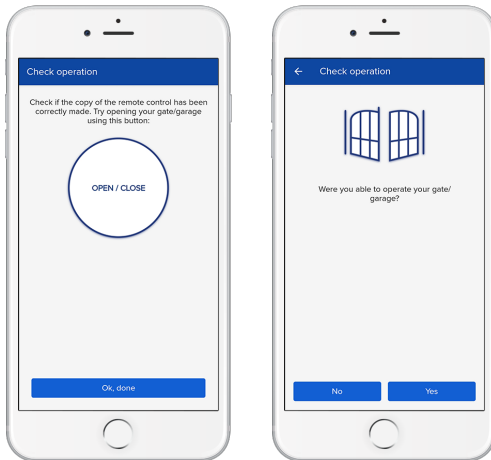 Check operation
Check if the copy of the remote control has been
correctly made. Try opening your gate/garage
using this button:
OPEN / CLOSE
Ok, done
Check operation
Were you able to operate your gate/
garage?
No
Yes